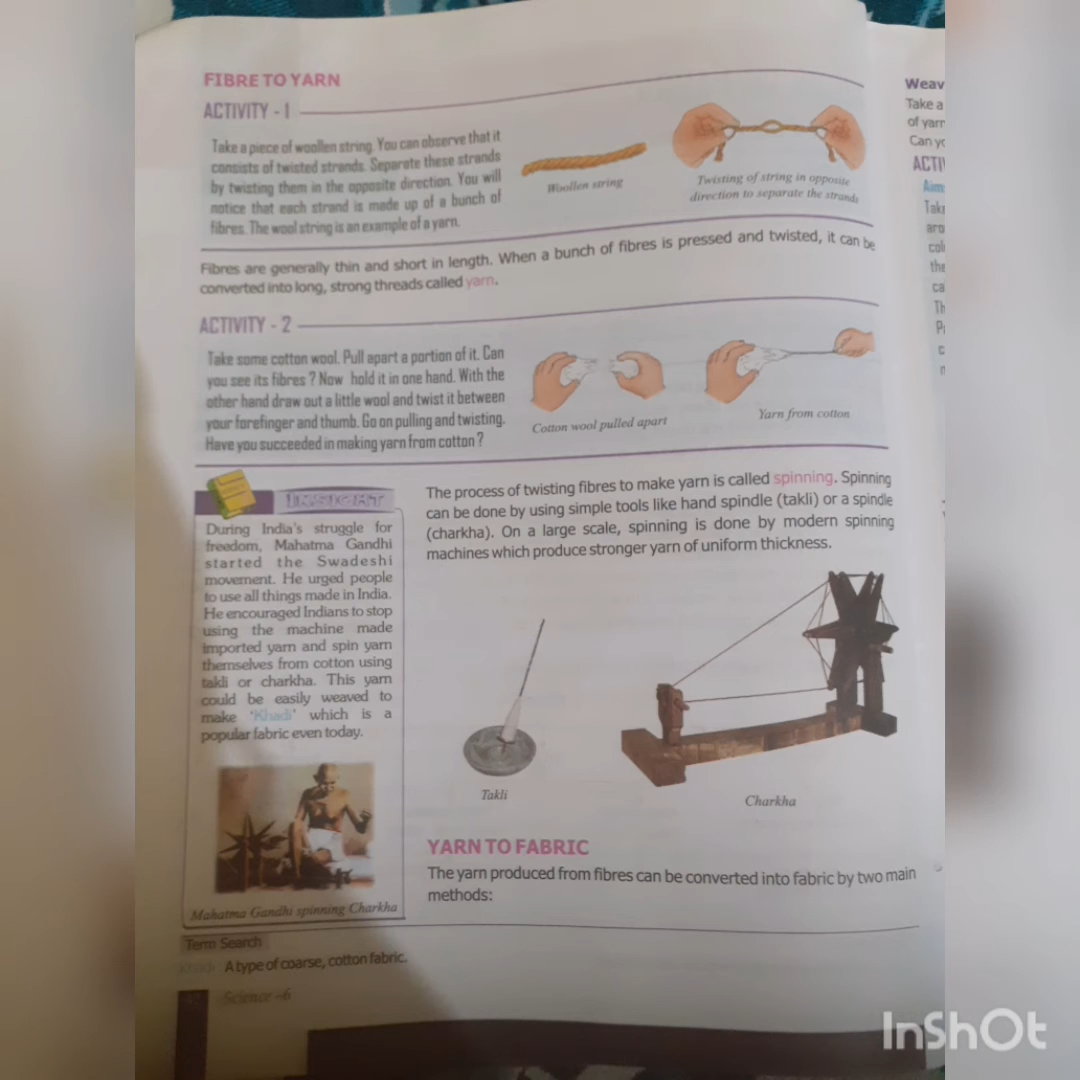 FIBRE TO YARN
ACTIVITY - 1
Take a piece of woollen string. You can observe that it
consists of twisted strands. Separate these strands
by twisting them in the opposite direction. You will
notice that each strand is made up of a bunch of
fibres. The wool string is an example of a yarn.
Woollen string
Twisting of string in opposite
direction to separate the strands
Fibres are generally thin and short in length. When a bunch of fibres is pressed and twisted, it can be
converted into long, strong threads called yarn.
ACTIVITY - 2
Take some cotton wool. Pull apart a portion of it. Can
you see its fibres ? Now hold it in one hand. With the
other hand draw out a little wool and twist it between
your forefinger and thumb. Go on pulling and twisting.
Have you succeeded in making yarn from cotton ?
Cotton wool pulled apart
Yarn from cotton
INSIGHT
During India's struggle for
freedom, Mahatma Gandhi
started the Swadeshi
movement. He urged people
to use all things made in India.
He encouraged Indians to stop
using the machine made
imported yarn and spin yarn
themselves from cotton using
takli or charkha. This yarn
could be easily weaved to
make 'Khadi' which is a
popular fabric even today.
Mahatma Gandhi spinning Charkha
The process of twisting fibres to make yarn is called spinning. Spinning
can be done by using simple tools like hand spindle (takli) or a spindle
(charkha). On a large scale, spinning is done by modern spinning
machines which produce stronger yarn of uniform thickness.
Takli
Charkha
YARN TO FABRIC
The yarn produced from fibres can be converted into fabric by two main
methods:
Term Search
Khadi : A type of coarse, cotton fabric.
Science -6
Weav
Take a
of yarn
Can yo
ACTI
Aim
Take
aro
col
the
ca
Th
InShOt